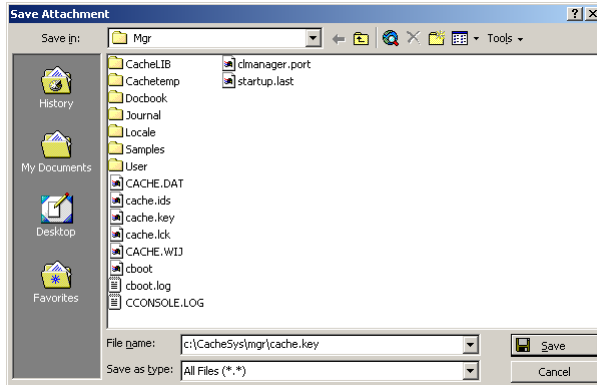 Save Attachment
Save in:
Mgr
Tools
History
My Documents
Desktop
Favorites
CacheLIB
Cachetemp
Docbook
Journal
Locale
Samples
User
CACHE.DAT
cache.ids
cache.key
cache.lck
CACHE.WIJ
cboot
cboot.log
CCONSOLE.LOG
clmanager.port
startup.last
File name:
c:\CacheSys\mgr\cache.key
Save
Save as type:
All Files (*.*)
Cancel